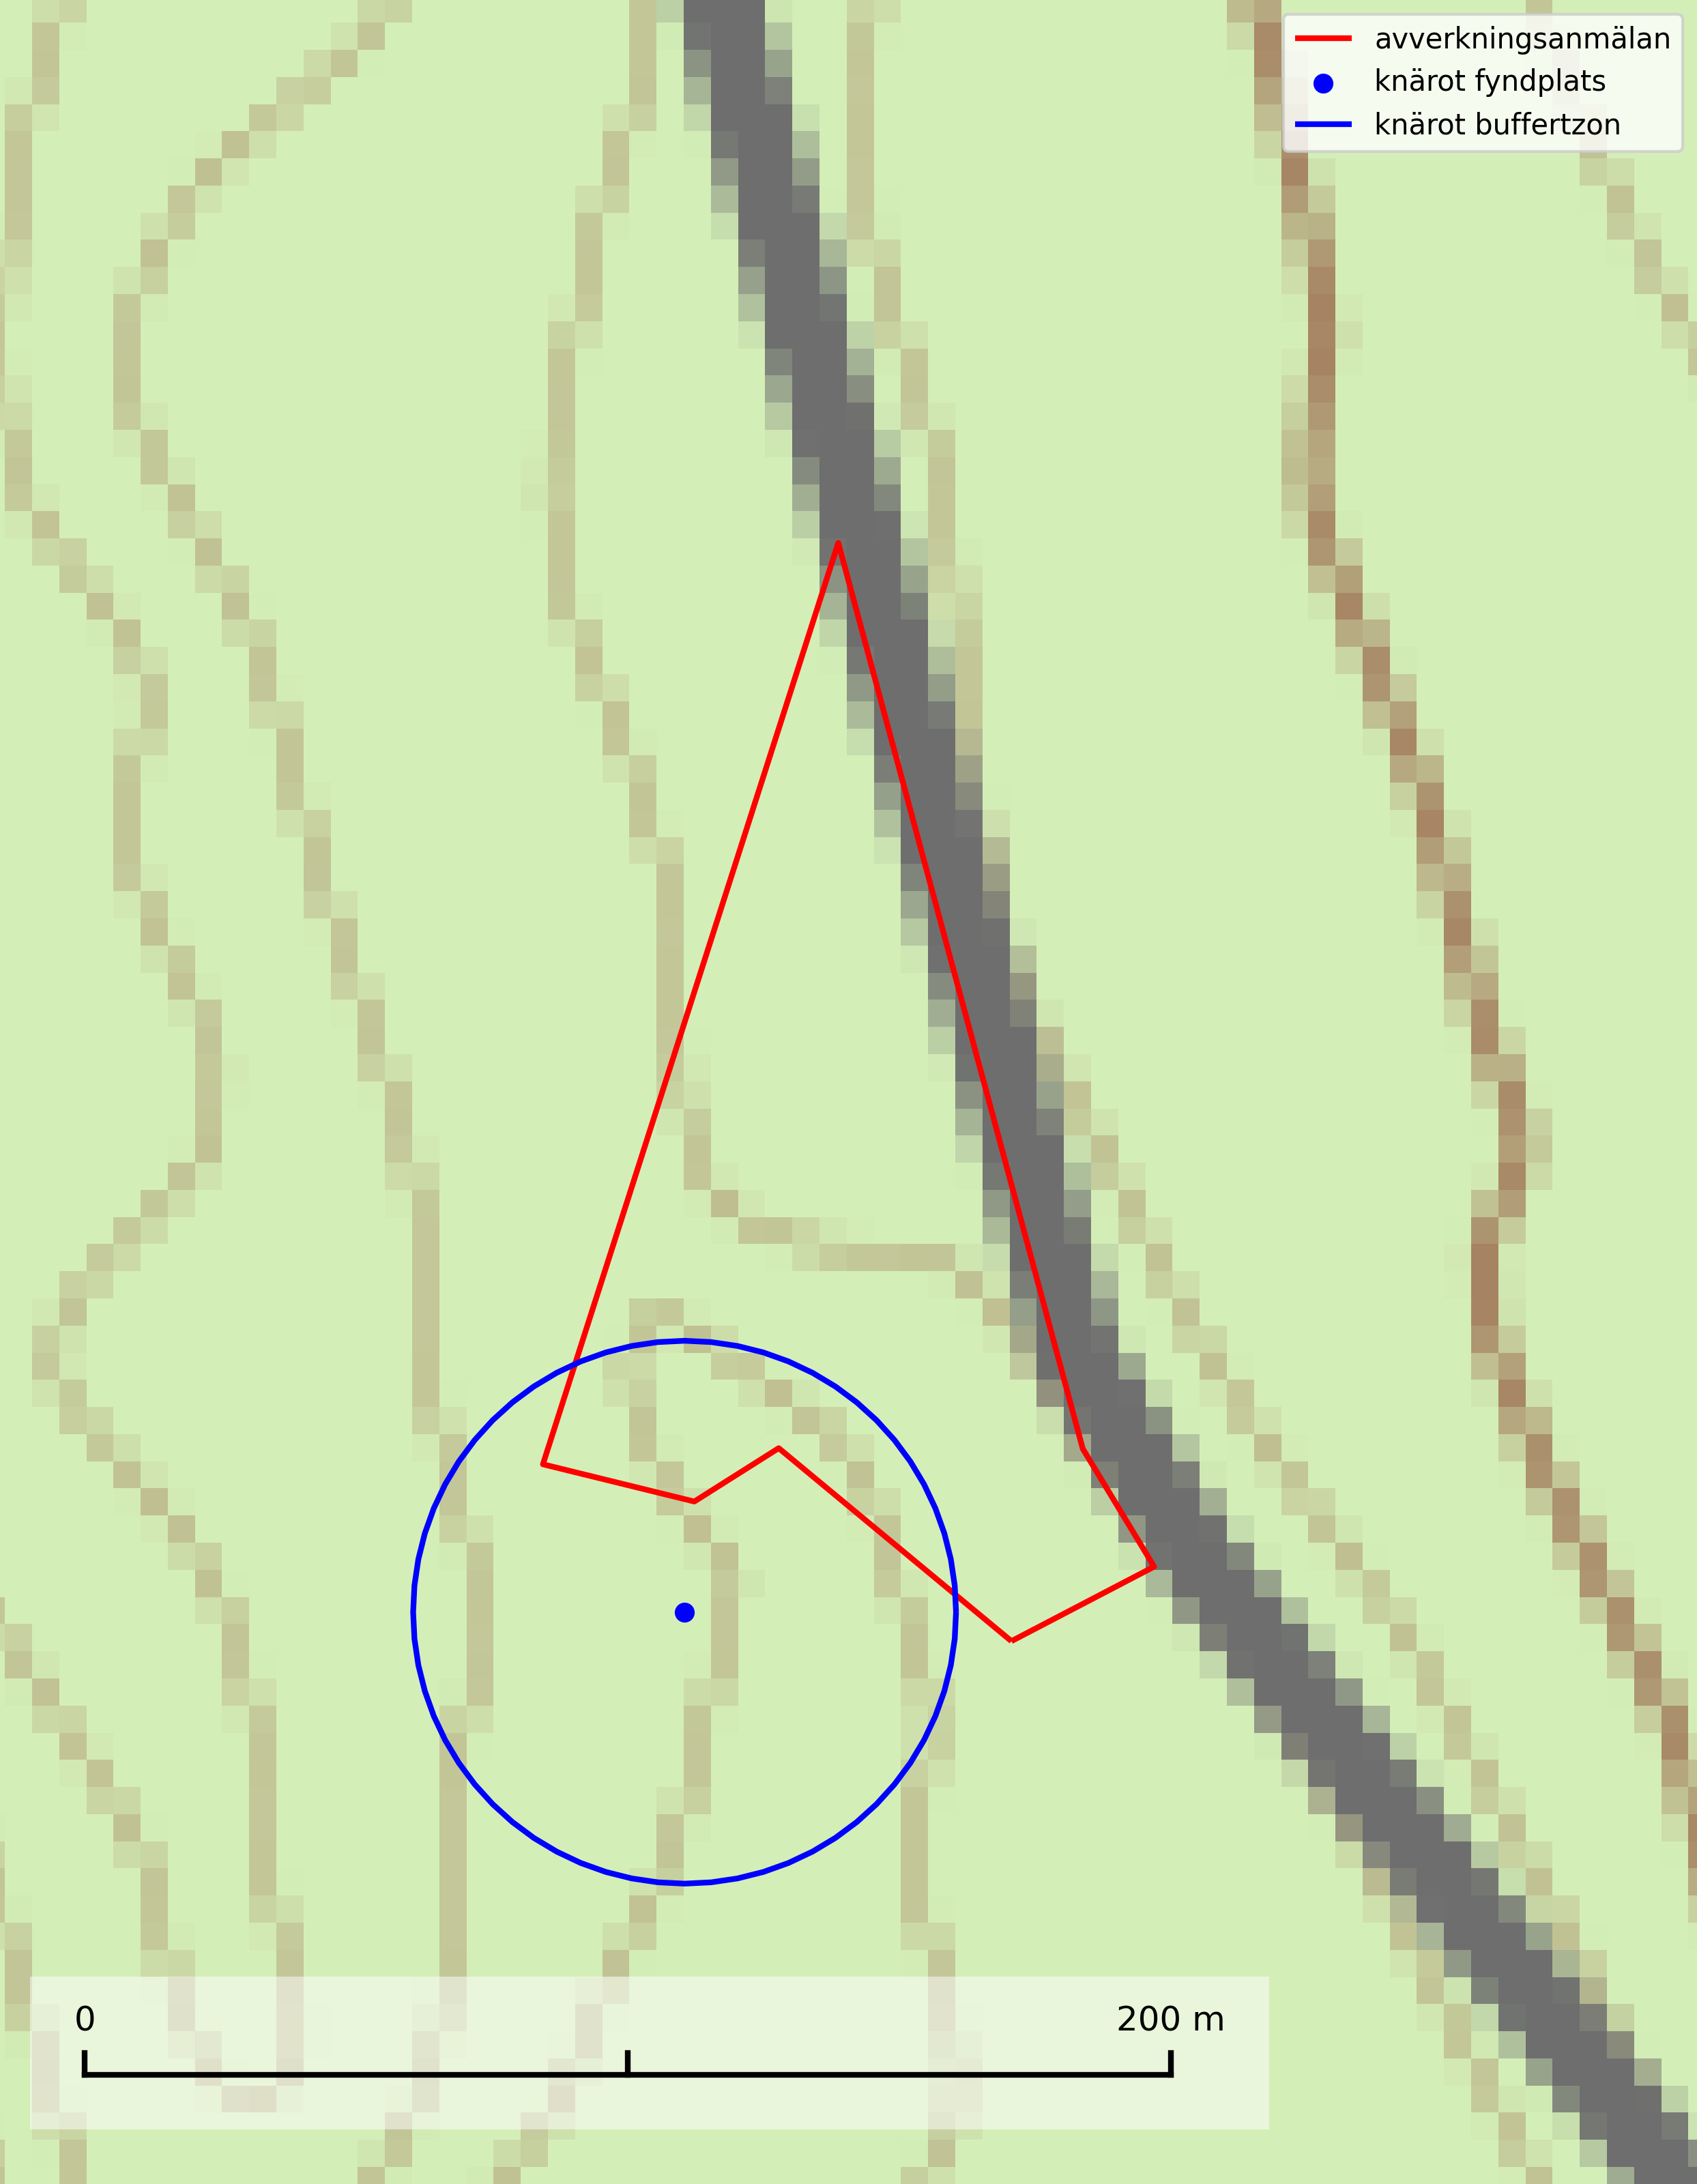 avverkningsanmälan
knärot fyndplats
knärot buffertzon
0
200 m